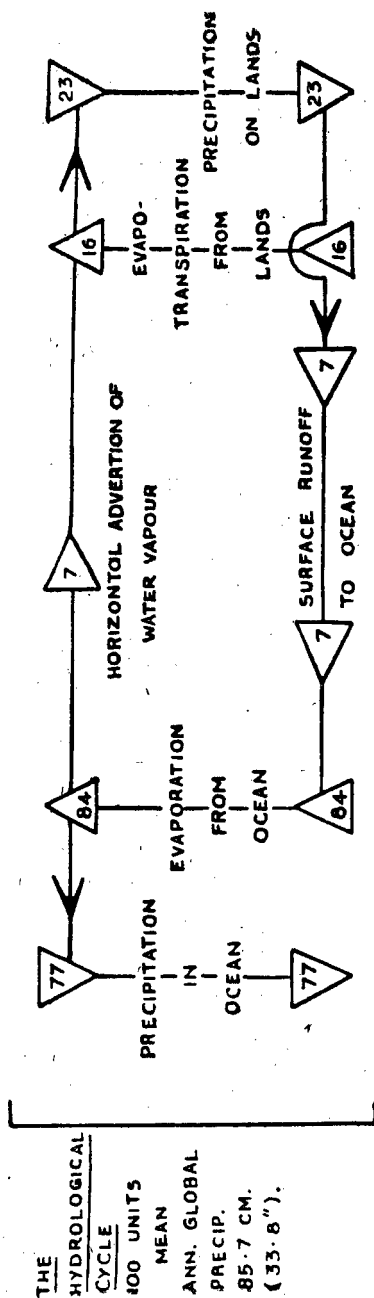 THE
HYDROLOGICAL
CYCLE
100 UNITS
MEAN
ANN. GLOBAL
PRECIP.
85.7 CM.
(33.8").
77
84
7
16
23
HORIZONTAL ADVERTION OF
WATER VAPOUR
PRECIPITATION
IN
OCEAN
EVAPORATION
FROM
OCEAN
EVAPO-
TRANSPIRATION
FROM
LANDS
PRECIPITATION
ON LANDS
77
84
7
7
16
23
SURFACE RUNOFF
TO OCEAN